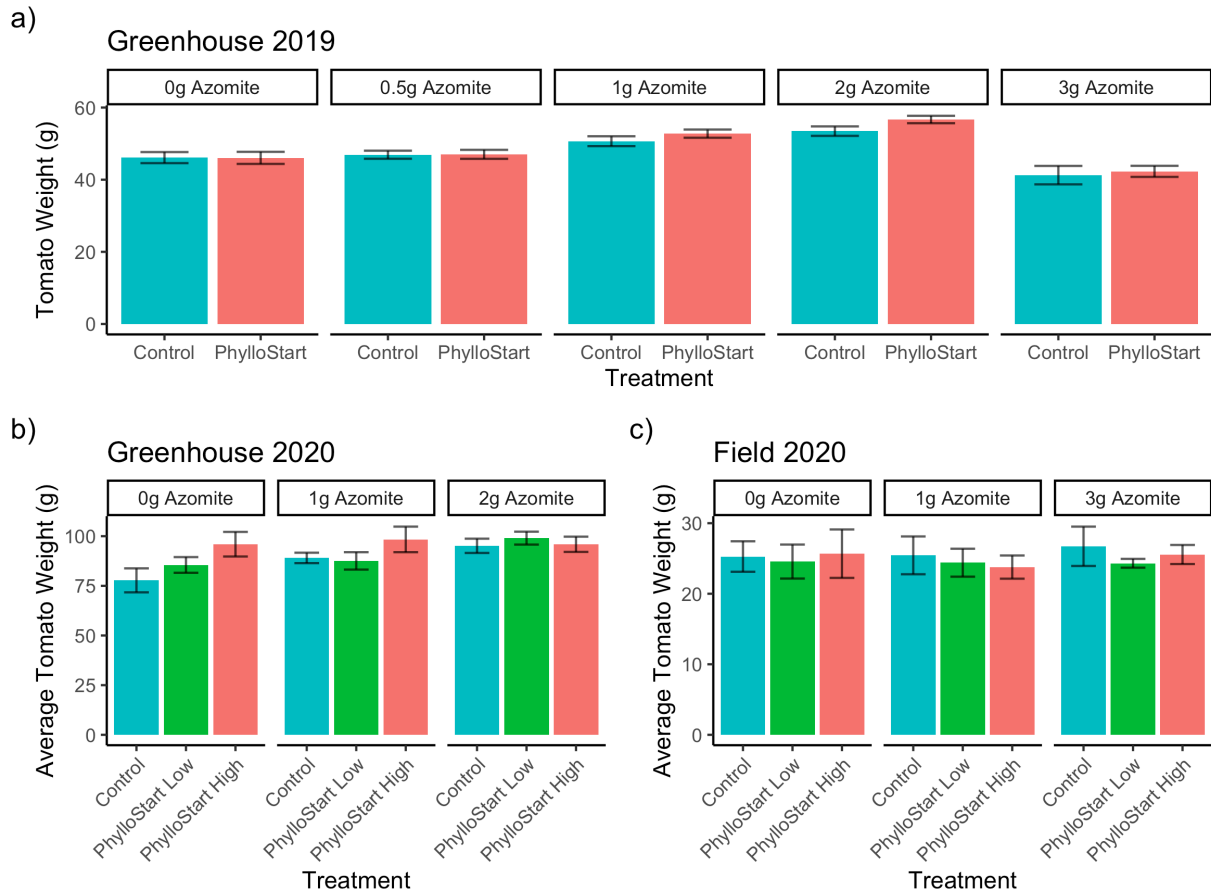 a)
Greenhouse 2019
0g Azomite 0.5g Azomite 1g Azomite 2g Azomite 3g Azomite
Tomato Weight (g)
60
40
20
0
Control PhylloStart Control PhylloStart Control PhylloStart Control PhylloStart Control PhylloStart
Treatment
b)
Greenhouse 2020
0g Azomite 1g Azomite 2g Azomite
Average Tomato Weight (g)
100
75
50
25
0
Control PhylloStart Low PhylloStart High Control PhylloStart Low PhylloStart High Control PhylloStart Low PhylloStart High
Treatment
c)
Field 2020
0g Azomite 1g Azomite 3g Azomite
Average Tomato Weight (g)
30
20
10
0
Control PhylloStart Low PhylloStart High Control PhylloStart Low PhylloStart High Control PhylloStart Low PhylloStart High
Treatment